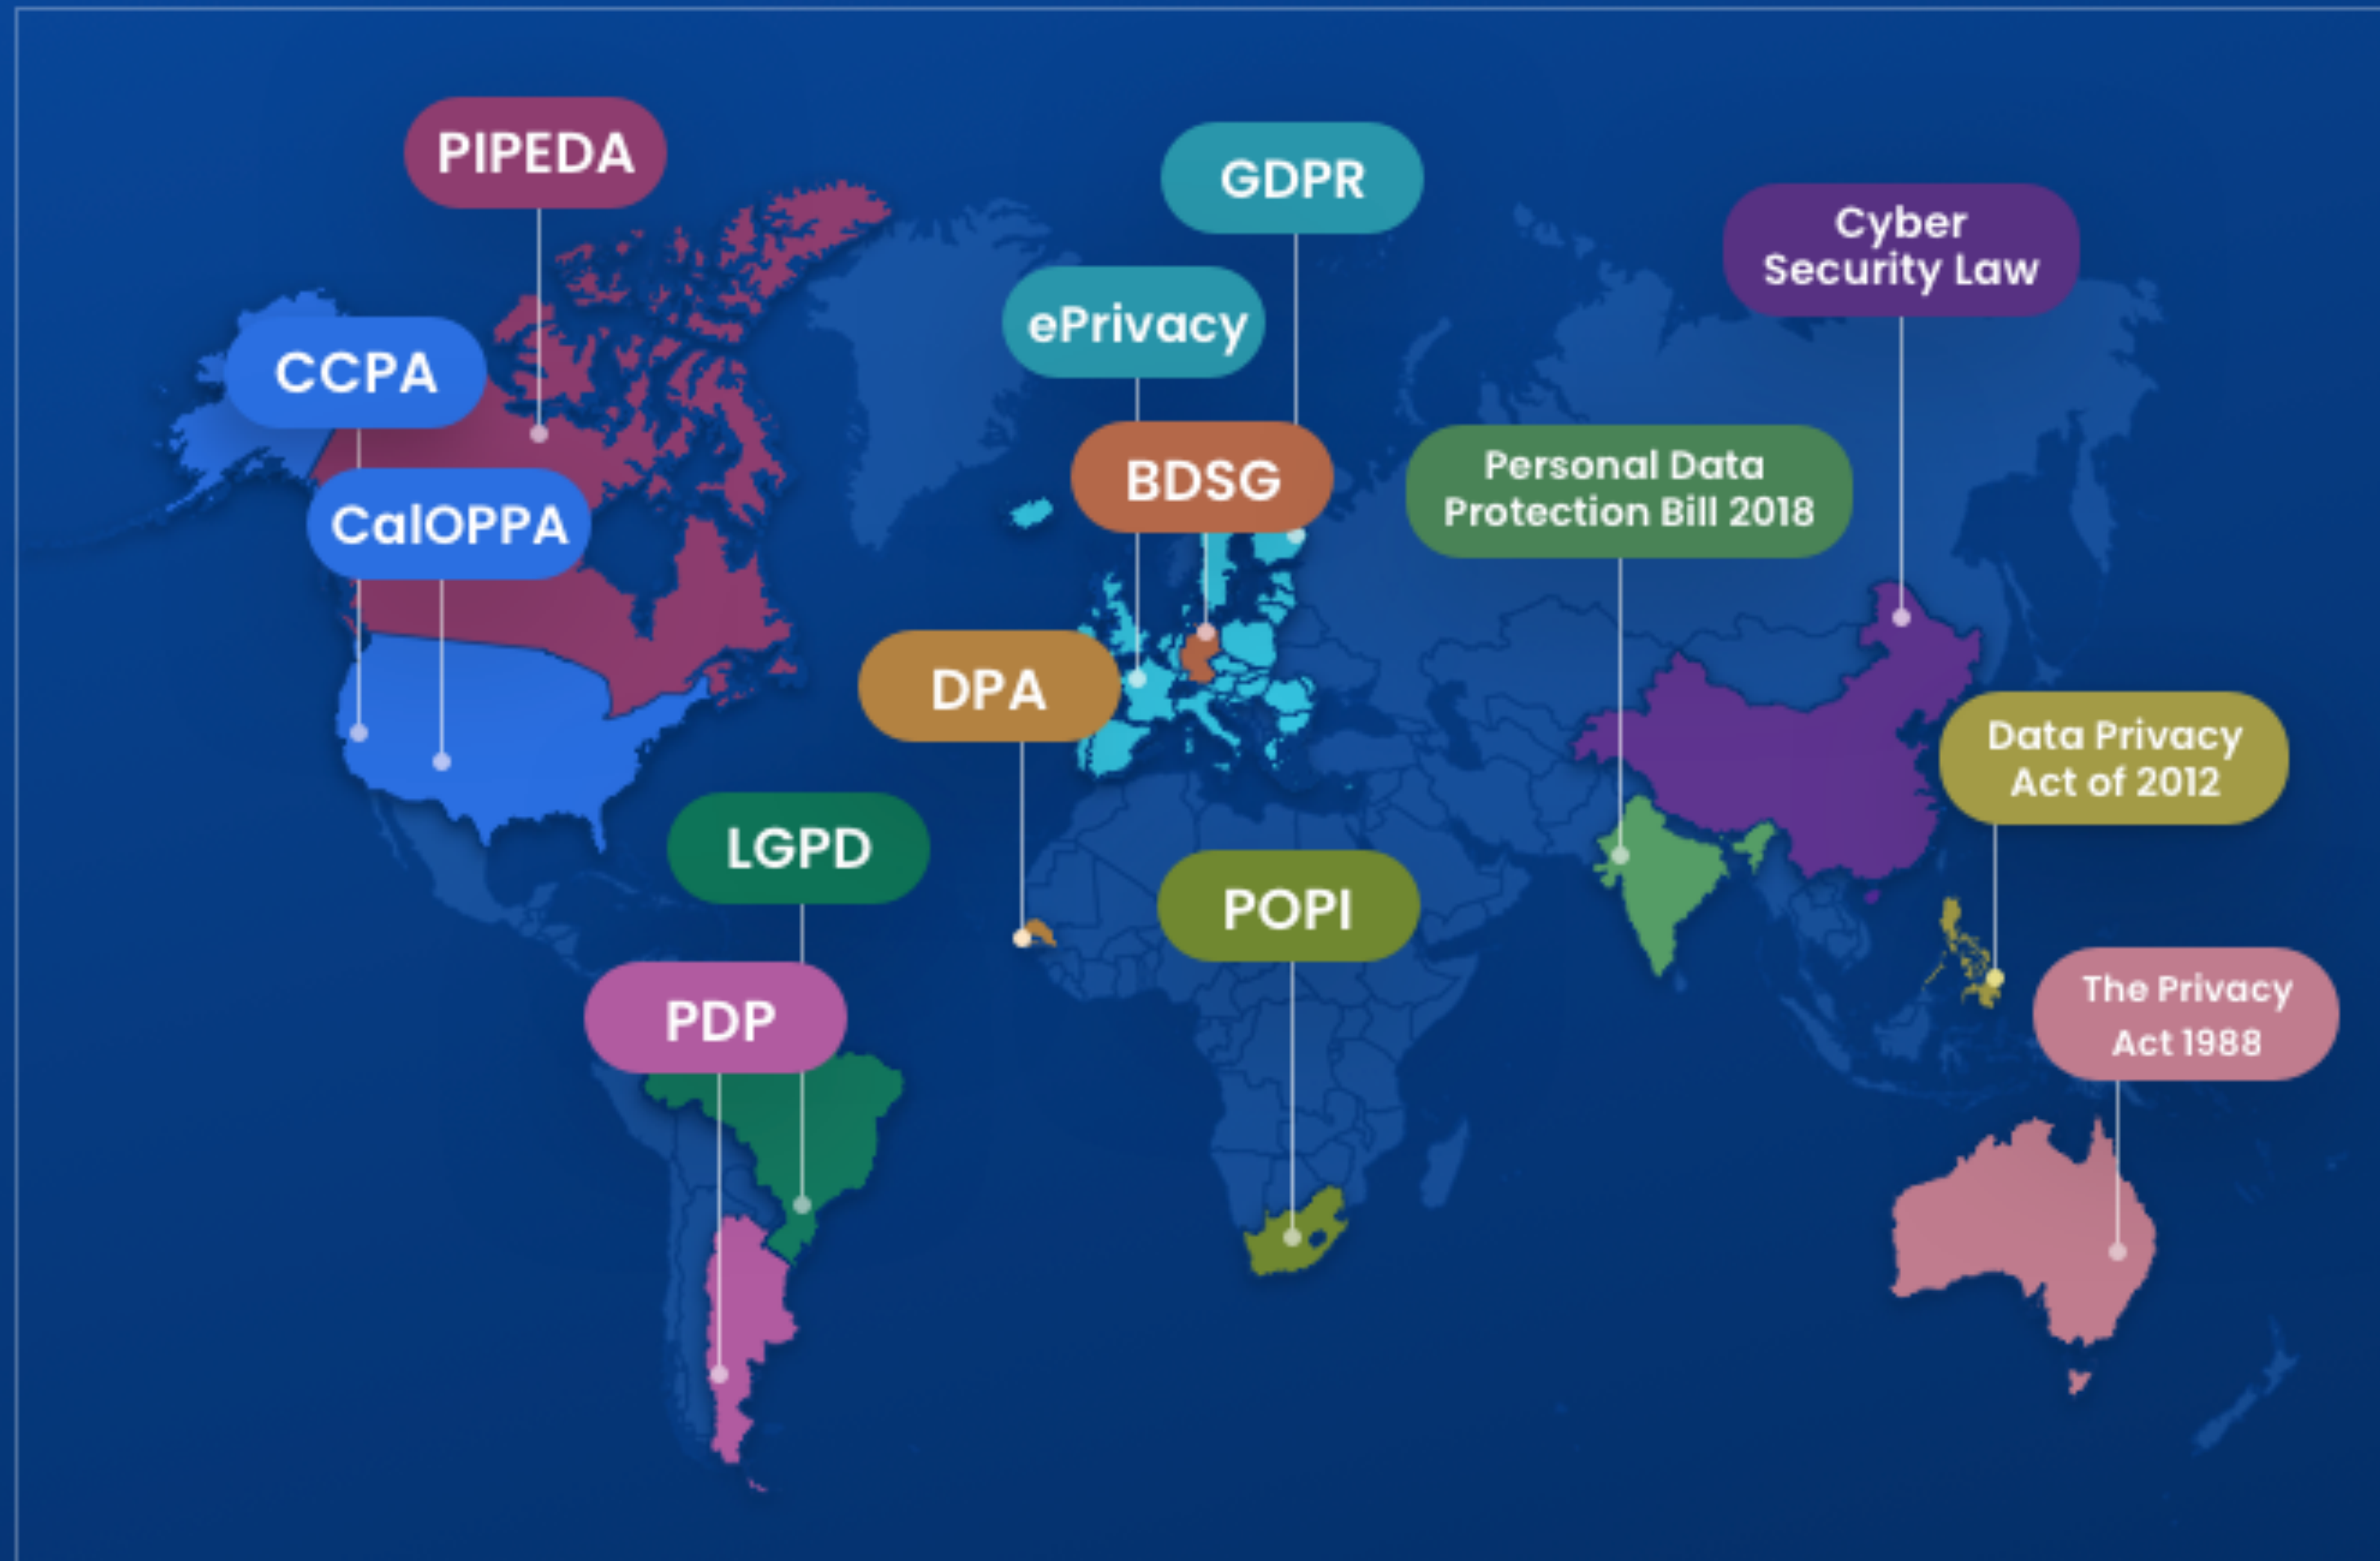 PIPEDA
GDPR
Cyber
Security Law
ePrivacy
CCPA
BDSG
Personal Data
Protection Bill 2018
CalOPPA
DPA
Data Privacy
Act of 2012
LGPD
POPI
PDP
The Privacy
Act 1988